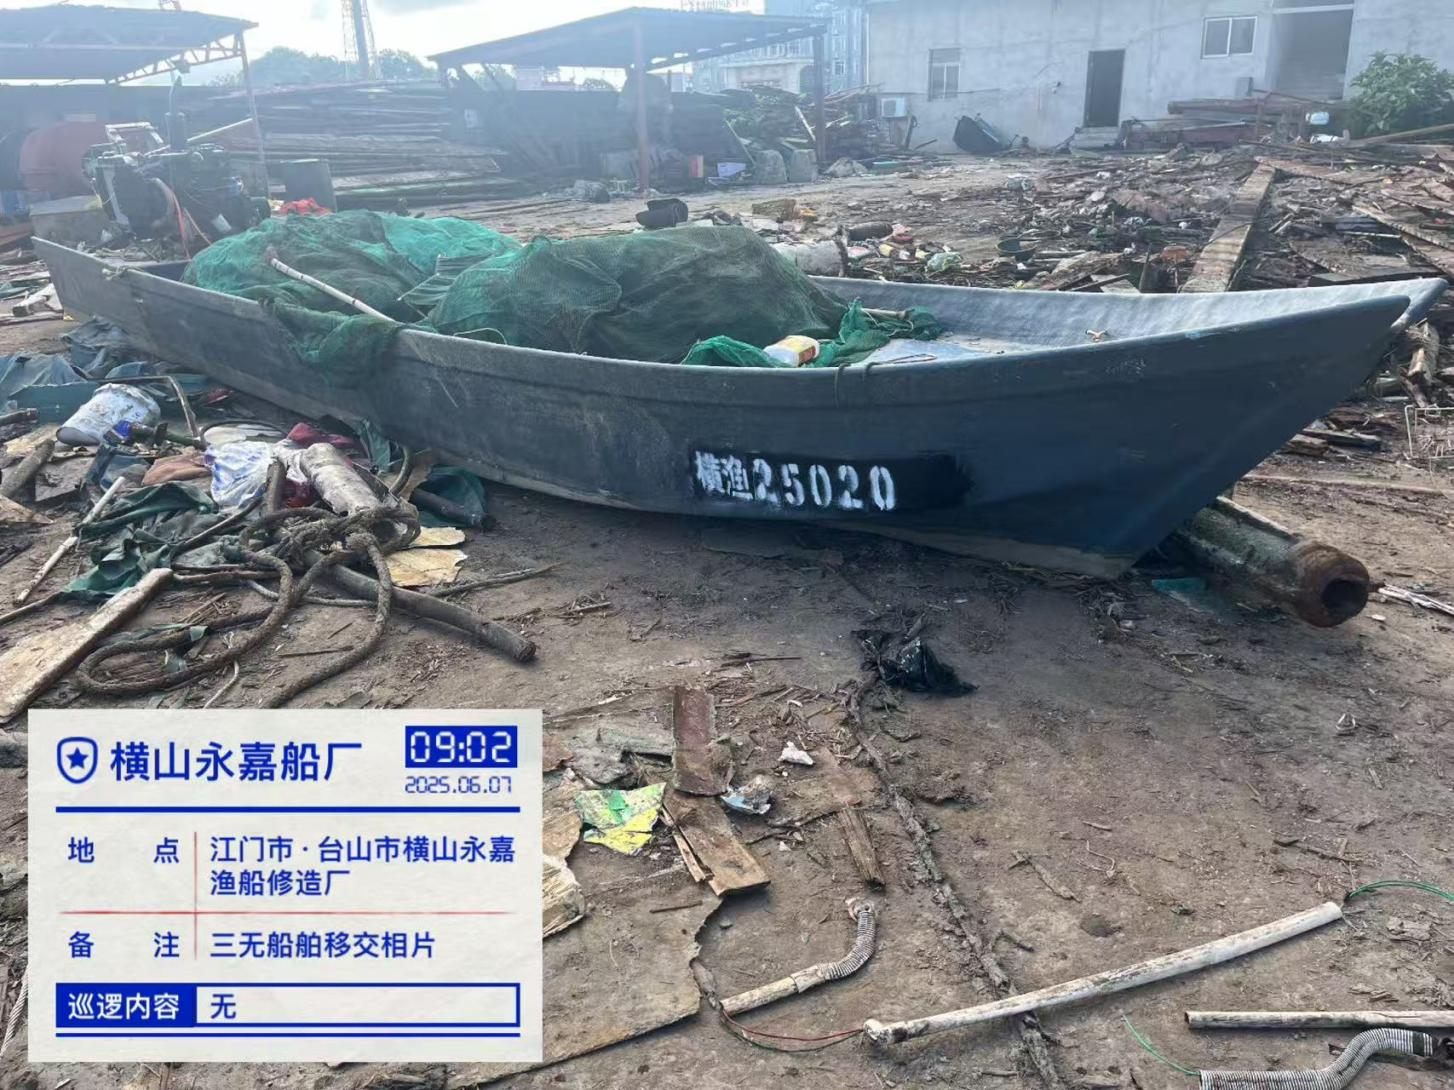 横渔25020
横山永嘉船厂
09:02
2025.06.07
地 点
江门市·台山市横山永嘉
渔船修造厂
备 注
三无船舶移交相片
巡逻内容
无